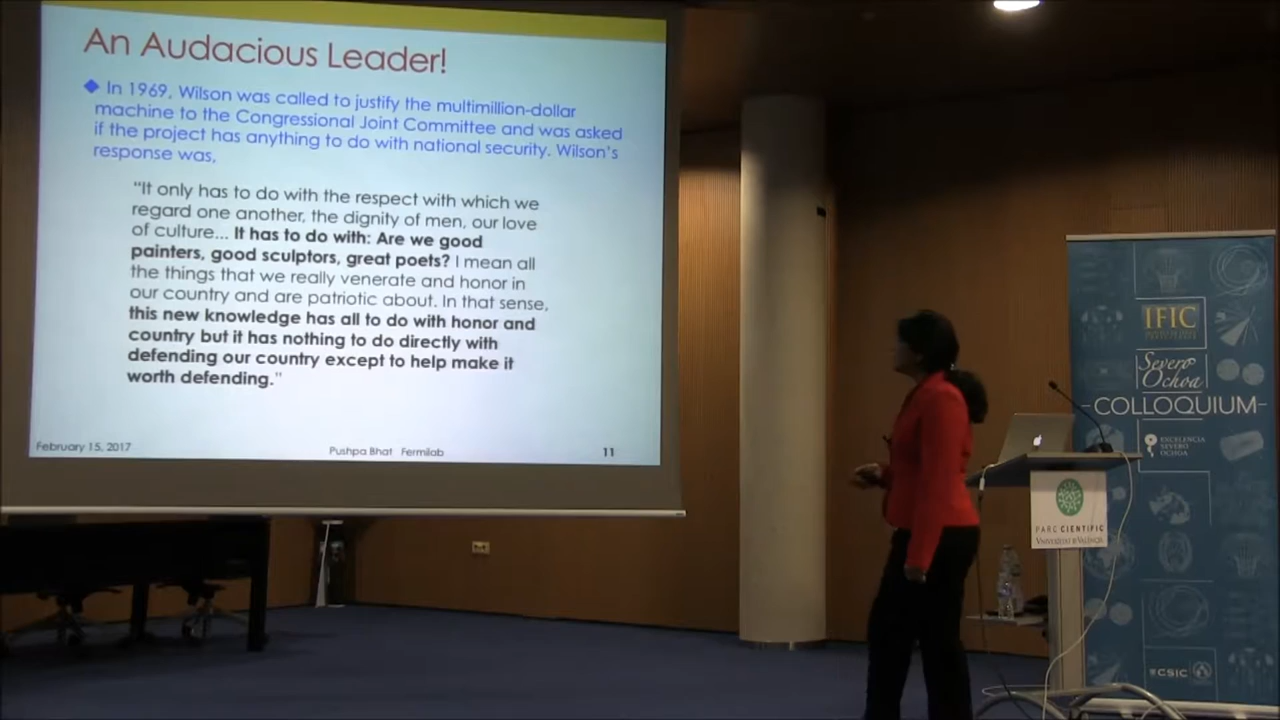 An Audacious Leader!
In 1969, Wilson was called to justify the multimillion-dollar
machine to the Congressional Joint Committee and was asked
if the project has anything to do with national security. Wilson's
response was,
"It only has to do with the respect with which we
regard one another, the dignity of men, our love
of culture... It has to do with: Are we good
painters, good sculptors, great poets? I mean all
the things that we really venerate and honor in
our country and are patriotic about. In that sense,
this new knowledge has all to do with honor and
country but it has nothing to do directly with
defending our country except to help make it
worth defending."
February 15, 2017
Pushpa Bhat Fermilab
11
IFIC
Severo
Ochoa
-COLLOQUIUM-
EXCELENCIA
SEVERO
OCHOA
PARC CIENTÍFIC
UNIVERSITAT DE VALÈNCIA
CSIC